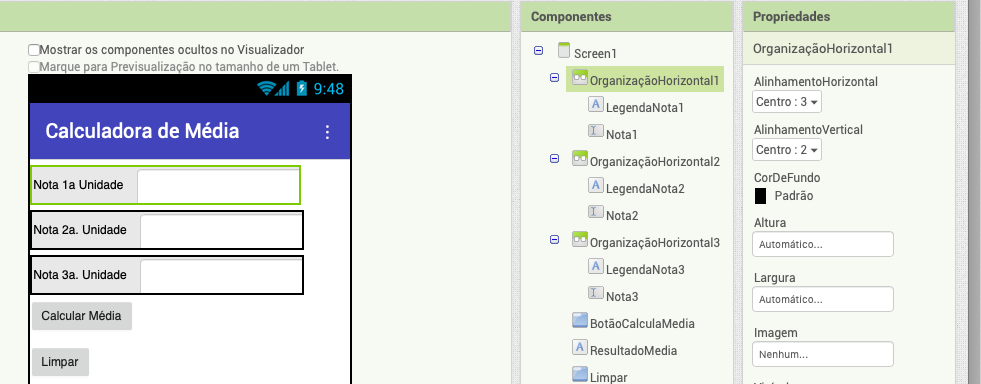 Mostrar os componentes ocultos no Visualizador
Marque para Previsualização no tamanho de um Tablet.
9:48
Calculadora de Média
Nota 1a Unidade
Nota 2a. Unidade
Nota 3a. Unidade
Calcular Média
Limpar
Componentes
Screen1
OrganizaçãoHorizontal1
LegendaNota1
Nota1
OrganizaçãoHorizontal2
LegendaNota2
Nota2
OrganizaçãoHorizontal3
LegendaNota3
Nota3
BotãoCalculaMedia
ResultadoMedia
Limpar
Propriedades
OrganizaçãoHorizontal1
AlinhamentoHorizontal
Centro : 3
AlinhamentoVertical
Centro : 2
CorDeFundo
Padrão
Altura
Automático...
Largura
Automático...
Imagem
Nenhum...